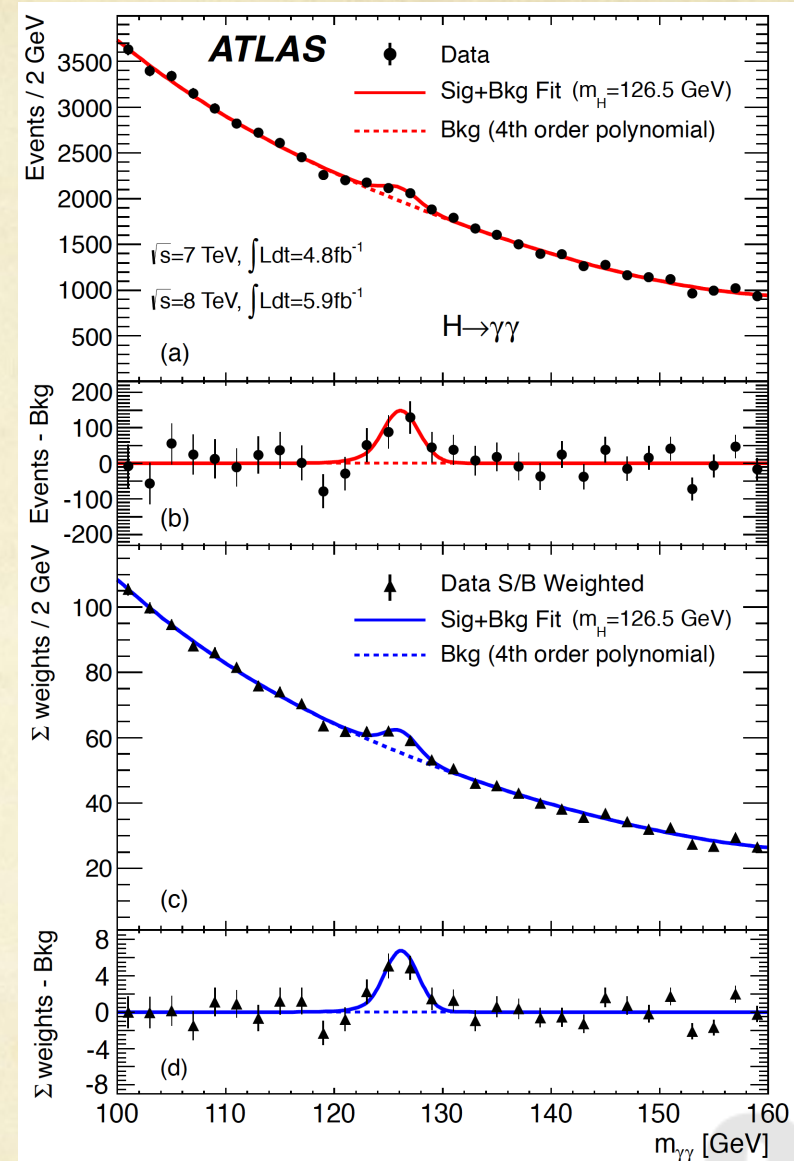 ATLAS
Data
Sig+Bkg Fit (mH=126.5 GeV)
Bkg (4th order polynomial)
Events / 2 GeV
3500
3000
2500
2000
1500
1000
500
√s=7 TeV, ∫Ldt=4.8fb-1
√s=8 TeV, ∫Ldt=5.9fb-1
H→γγ
(a)
Events - Bkg
200
100
0
-100
-200
(b)
Σ weights / 2 GeV
100
80
60
40
20
Data S/B Weighted
Sig+Bkg Fit (mH=126.5 GeV)
Bkg (4th order polynomial)
(c)
Σ weights - Bkg
8
4
0
-4
-8
(d)
100 110 120 130 140 150 160
mγγ [GeV]